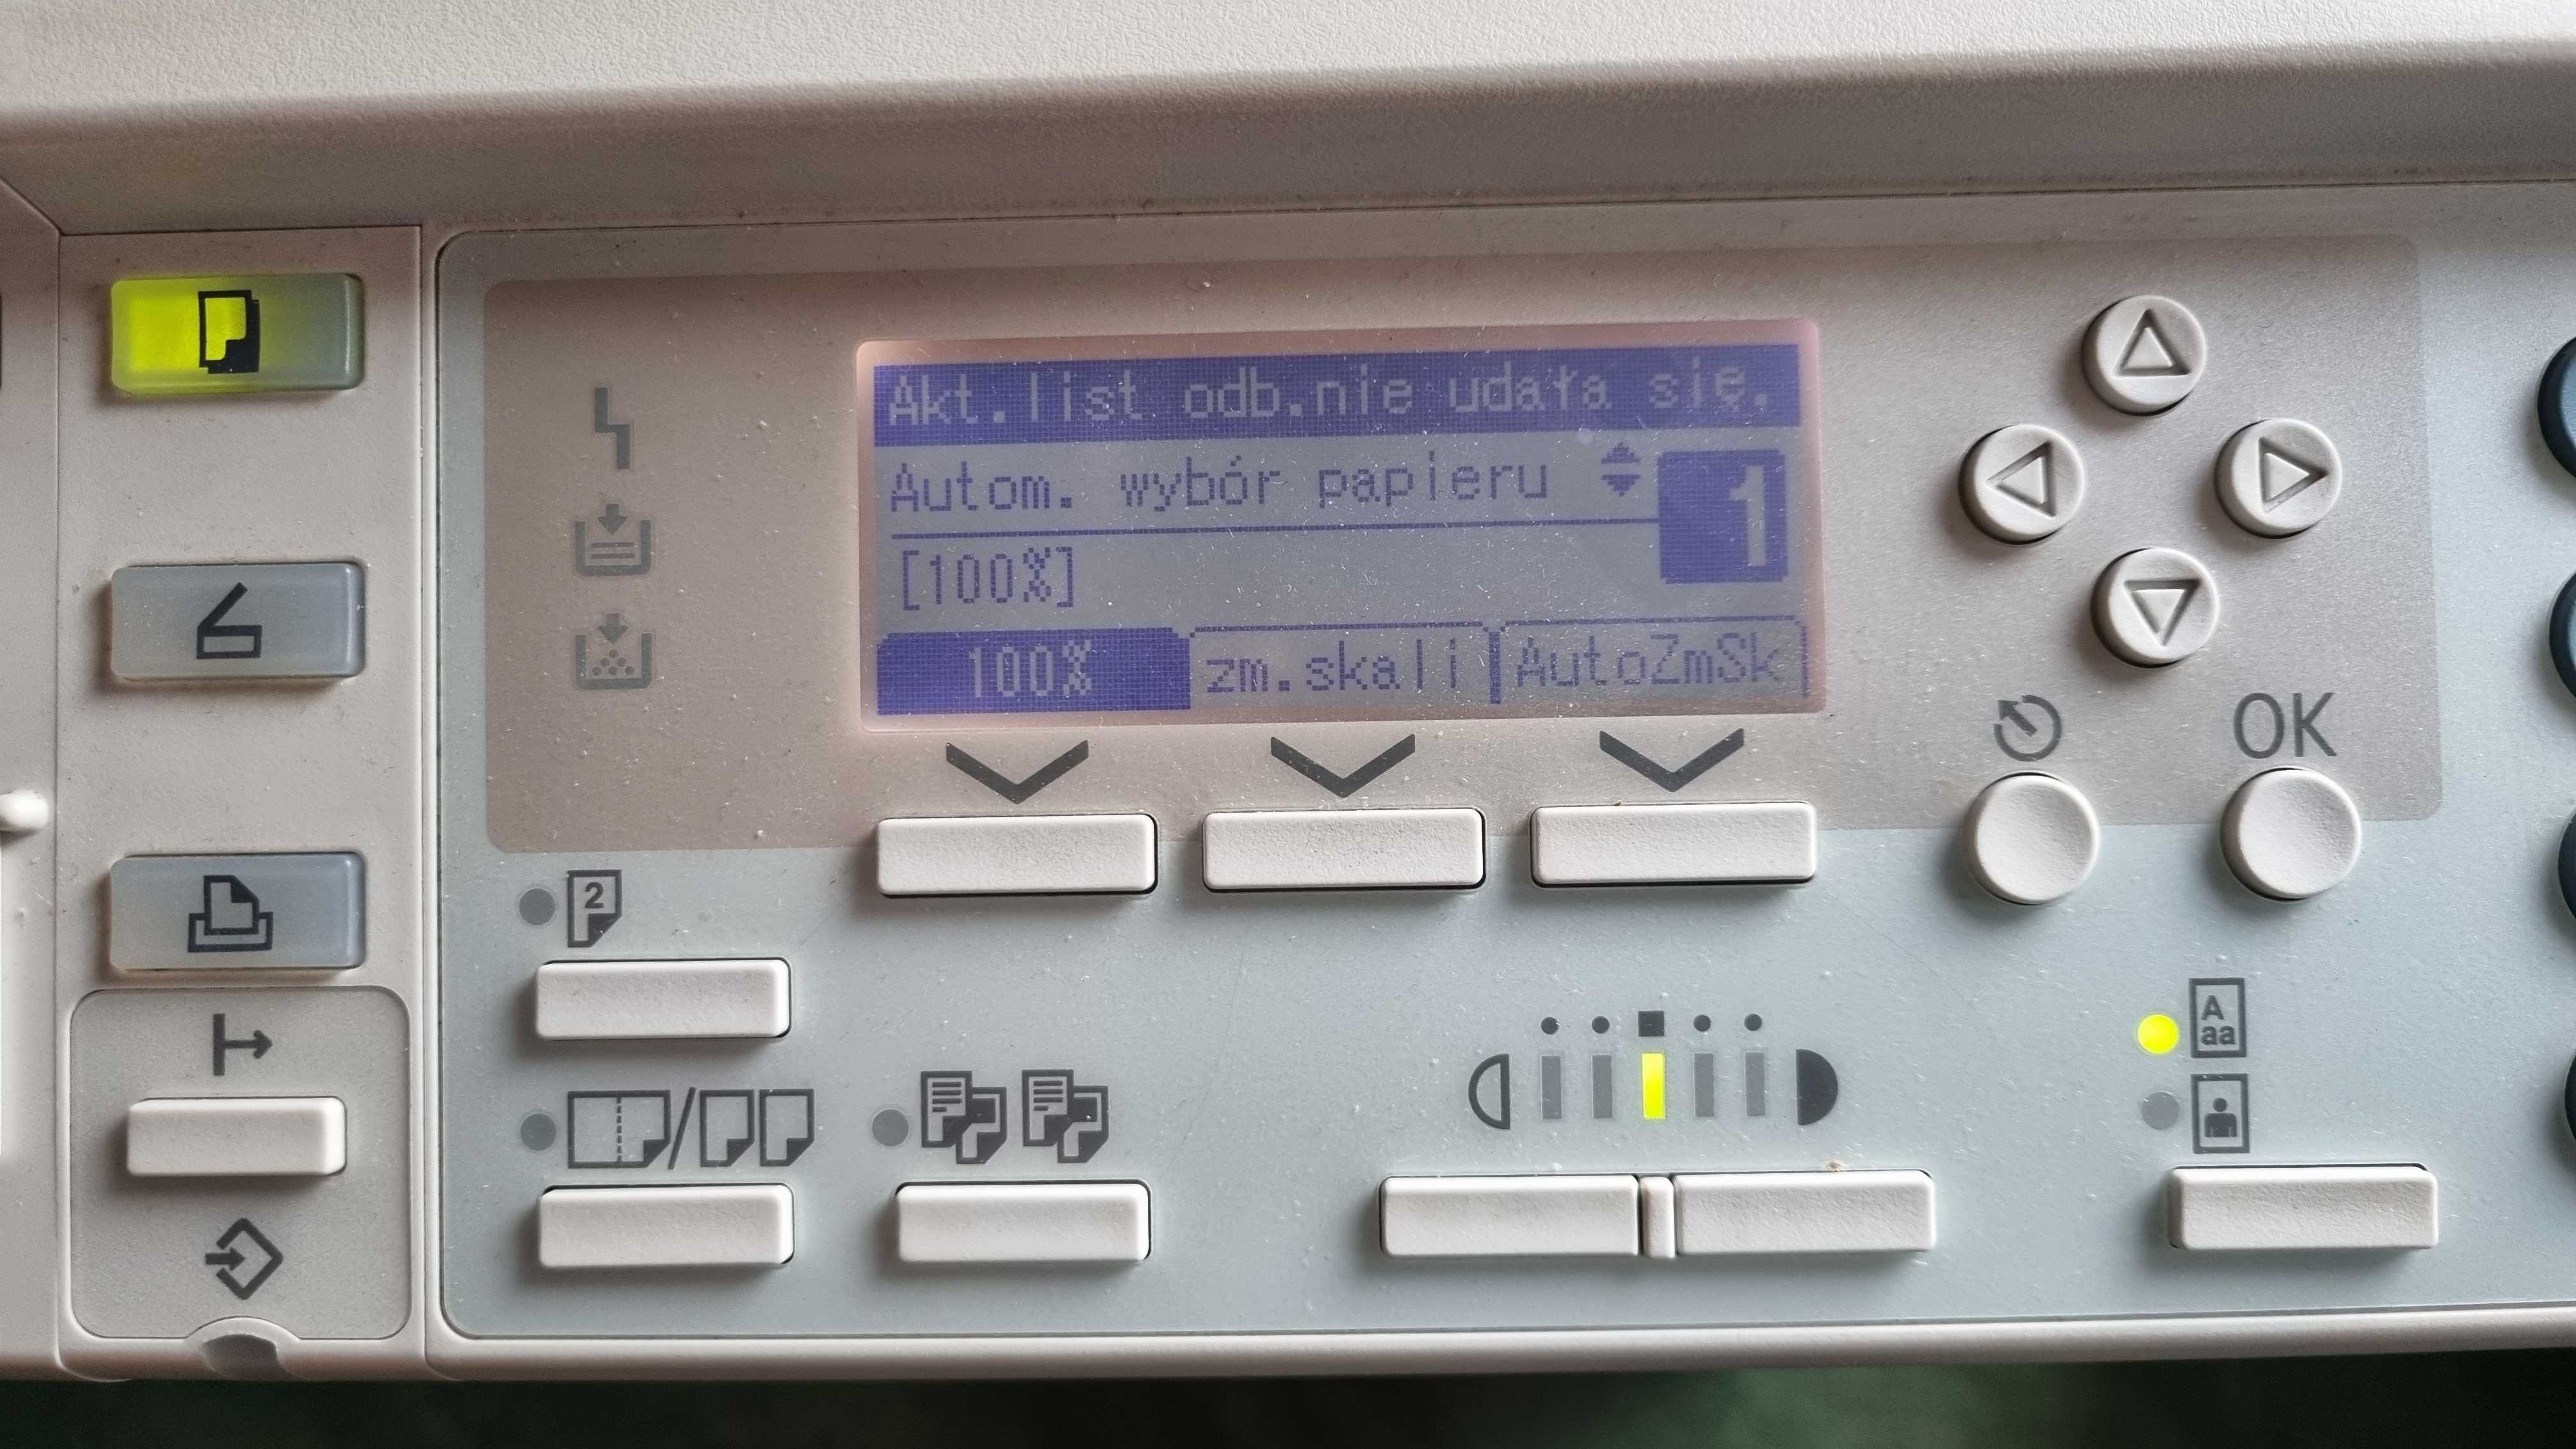 Akt.list odb.nie udała się.
Autom. wybór papieru
1
[100%]
100% zm.skali AutoZmSk
OK
2
A
aa